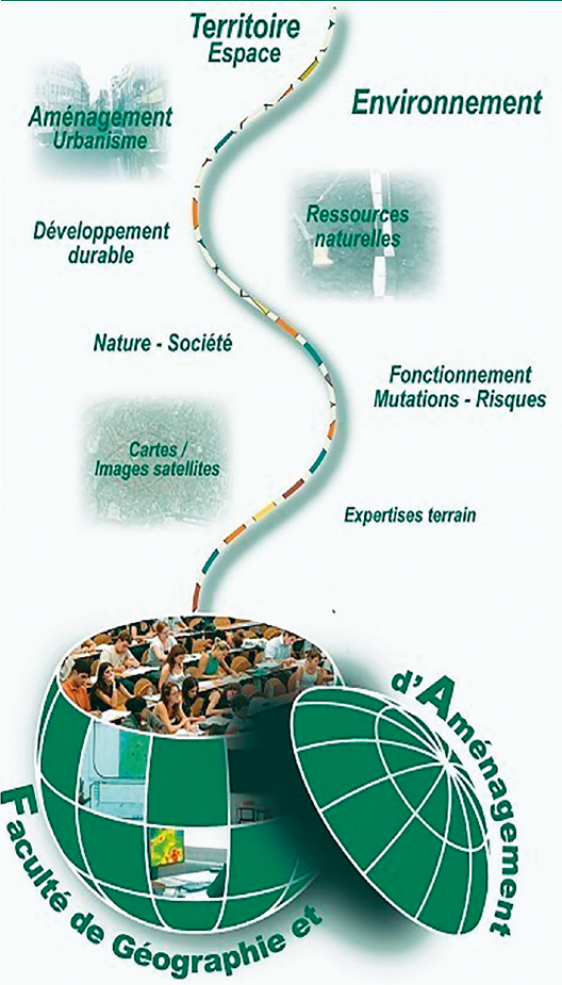 Territoire
Espace
Environnement
Aménagement
Urbanisme
Ressources
naturelles
Développement
durable
Nature - Société
Fonctionnement
Mutations - Risques
Cartes /
Images satellites
Expertises terrain
Faculté de Géographie et
d'Aménagement